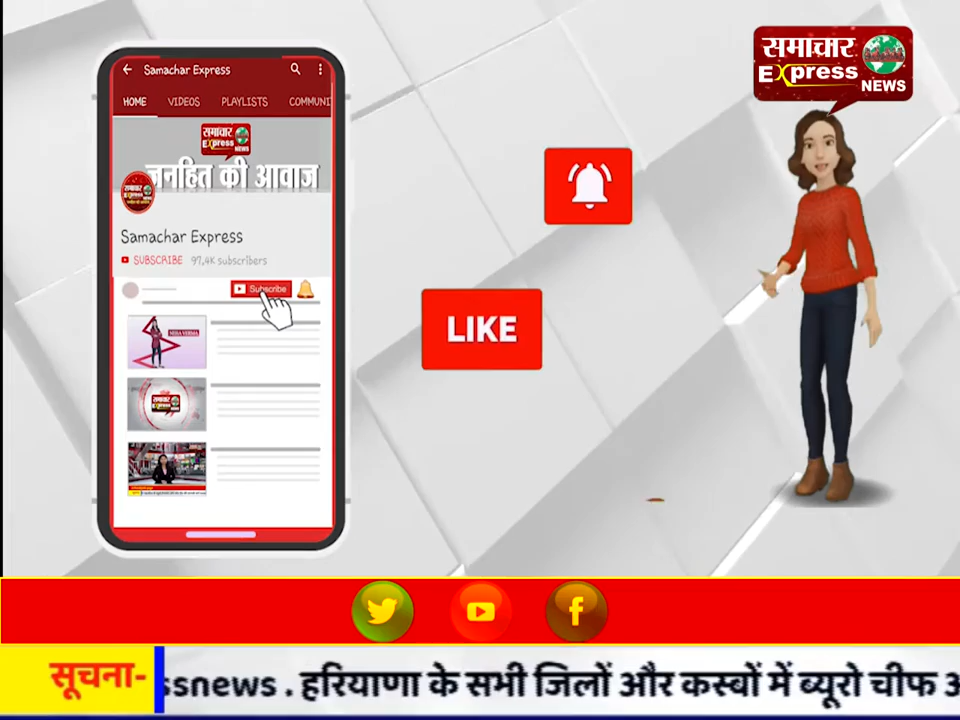 समाचार
Express
NEWS
Samachar Express
HOME VIDEOS PLAYLISTS COMMUNI
समाचार
Express
NEWS
जनहित की आवाज
Samachar Express
SUBSCRIBE 97,4K subscribers
Subscribe
LIKE
सूचना-
ssnews . हरियाणा के सभी जिलों और कस्बों में ब्यूरो चीफ